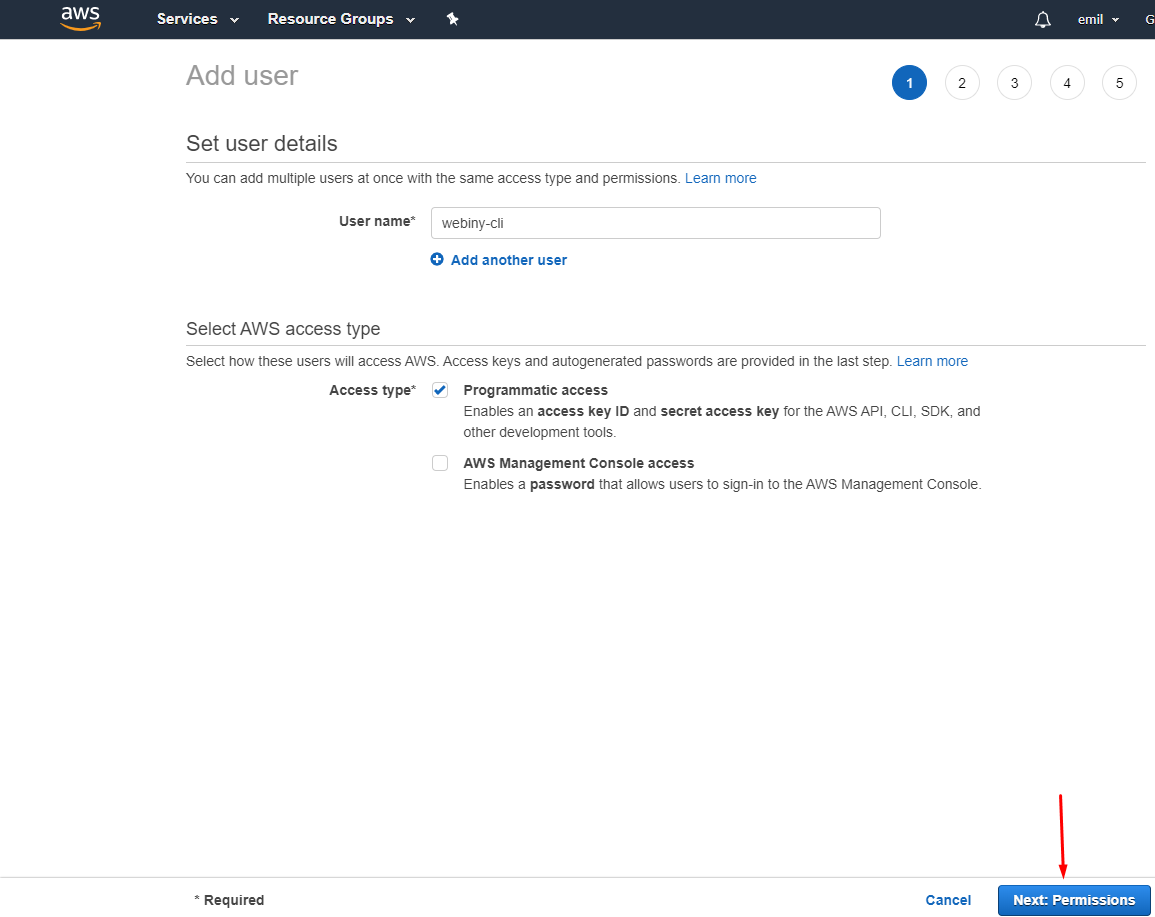 aws Services Resource Groups emil G
Add user
1 2 3 4 5
Set user details
You can add multiple users at once with the same access type and permissions. Learn more
User name* webiny-cli
Add another user
Select AWS access type
Select how these users will access AWS. Access keys and autogenerated passwords are provided in the last step. Learn more
Access type* Programmatic access
Enables an access key ID and secret access key for the AWS API, CLI, SDK, and
other development tools.
AWS Management Console access
Enables a password that allows users to sign-in to the AWS Management Console.
* Required Cancel Next: Permissions